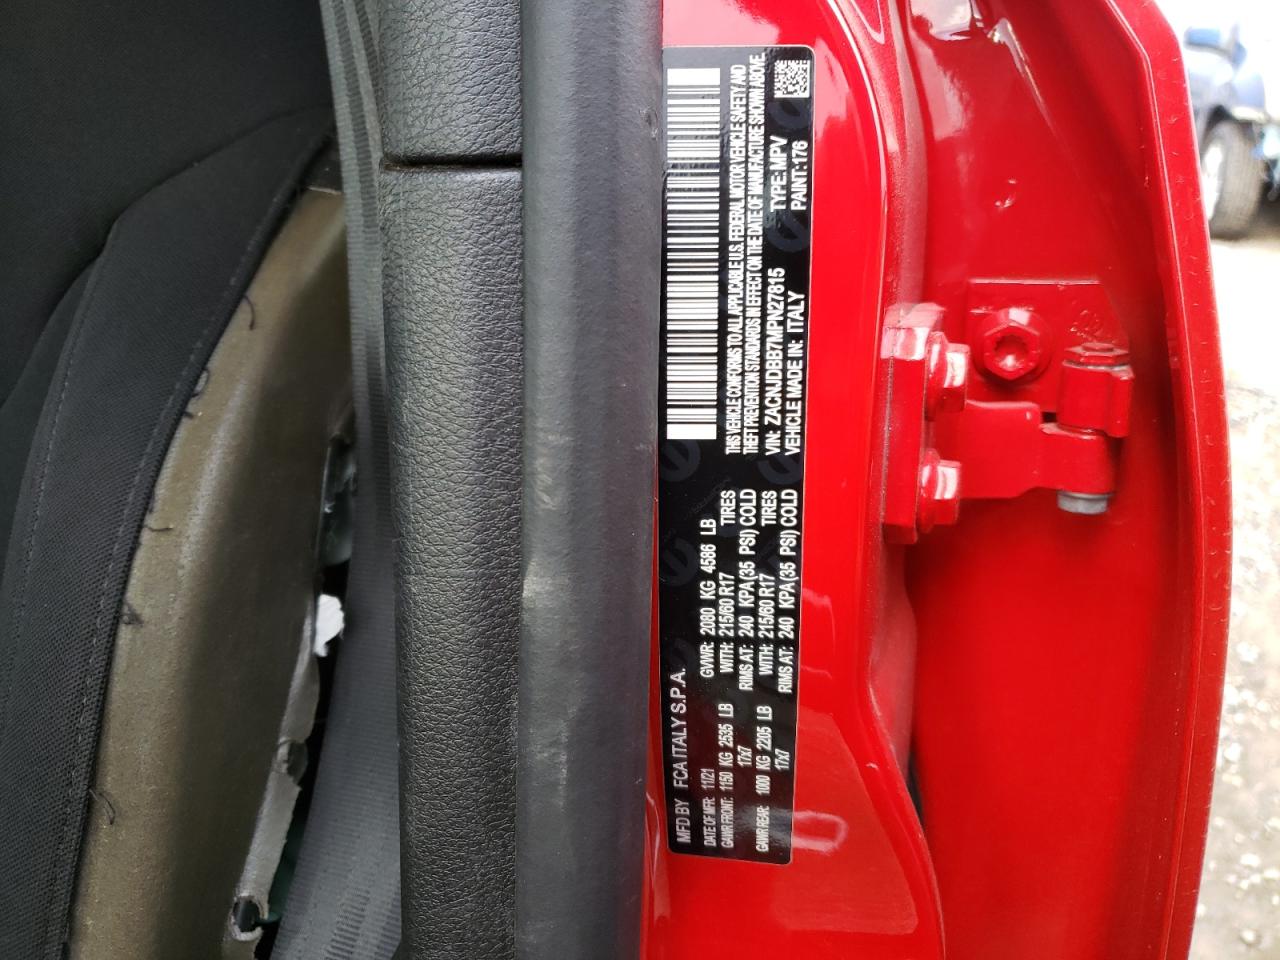 MFD BY FCA ITALY S.P.A.
DATE OF MFR: 11/21 GVWR: 2080 KG 4586 LB
GAWR FRONT: 1150 KG 2535 LB WITH: 215/60 R17 TIRES
17x7 RIMS AT: 240 KPA(35 PSI) COLD
GAWR REAR: 1000 KG 2205 LB WITH: 215/60 R17 TIRES
17x7 RIMS AT: 240 KPA(35 PSI) COLD
THIS VEHICLE CONFORMS TO ALL APPLICABLE U.S. FEDERAL MOTOR VEHICLE SAFETY AND
THEFT PREVENTION STANDARDS IN EFFECT ON THE DATE OF MANUFACTURE SHOWN ABOVE.
VIN: ZACNJDBB7MPN27815 TYPE: MPV
VEHICLE MADE IN: ITALY PAINT:176